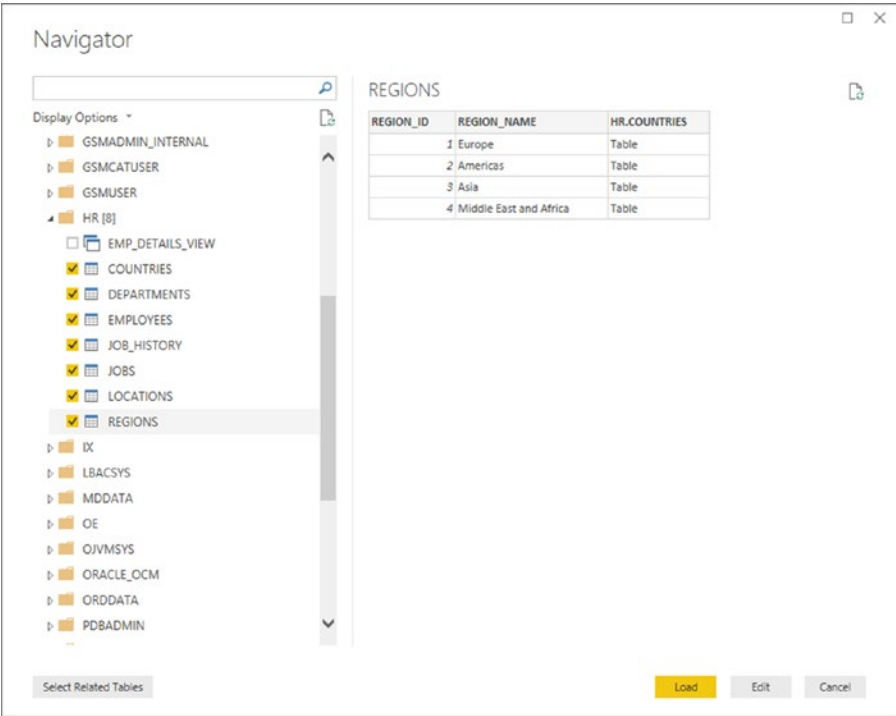 Navigator
Display Options
GSMADMIN_INTERNAL
GSMCATUSER
GSMUSER
HR [8]
EMP_DETAILS_VIEW
COUNTRIES
DEPARTMENTS
EMPLOYEES
JOB_HISTORY
JOBS
LOCATIONS
REGIONS
IX
LBACSYS
MDDATA
OE
OJVMSYS
ORACLE_OCM
ORDDATA
PDBADMIN
REGIONS
REGION_ID REGION_NAME HR.COUNTRIES
1 Europe Table
2 Americas Table
3 Asia Table
4 Middle East and Africa Table
Select Related Tables
Load Edit Cancel